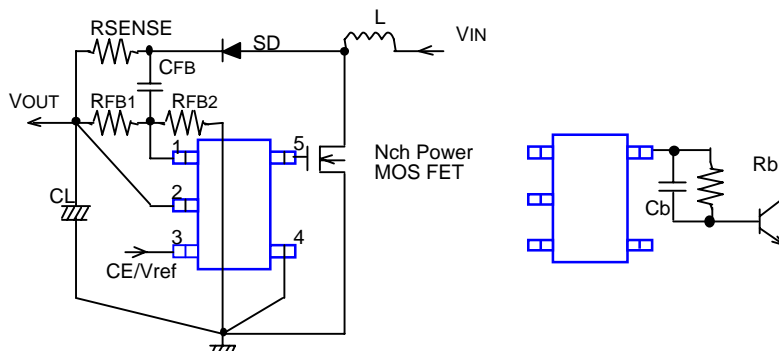 L
VIN
RSENSE
SD
CFB
VOUT
RFB1
RFB2
1
5
Nch Power
MOS FET
Rb
CL
2
Cb
3
4
CE/Vref